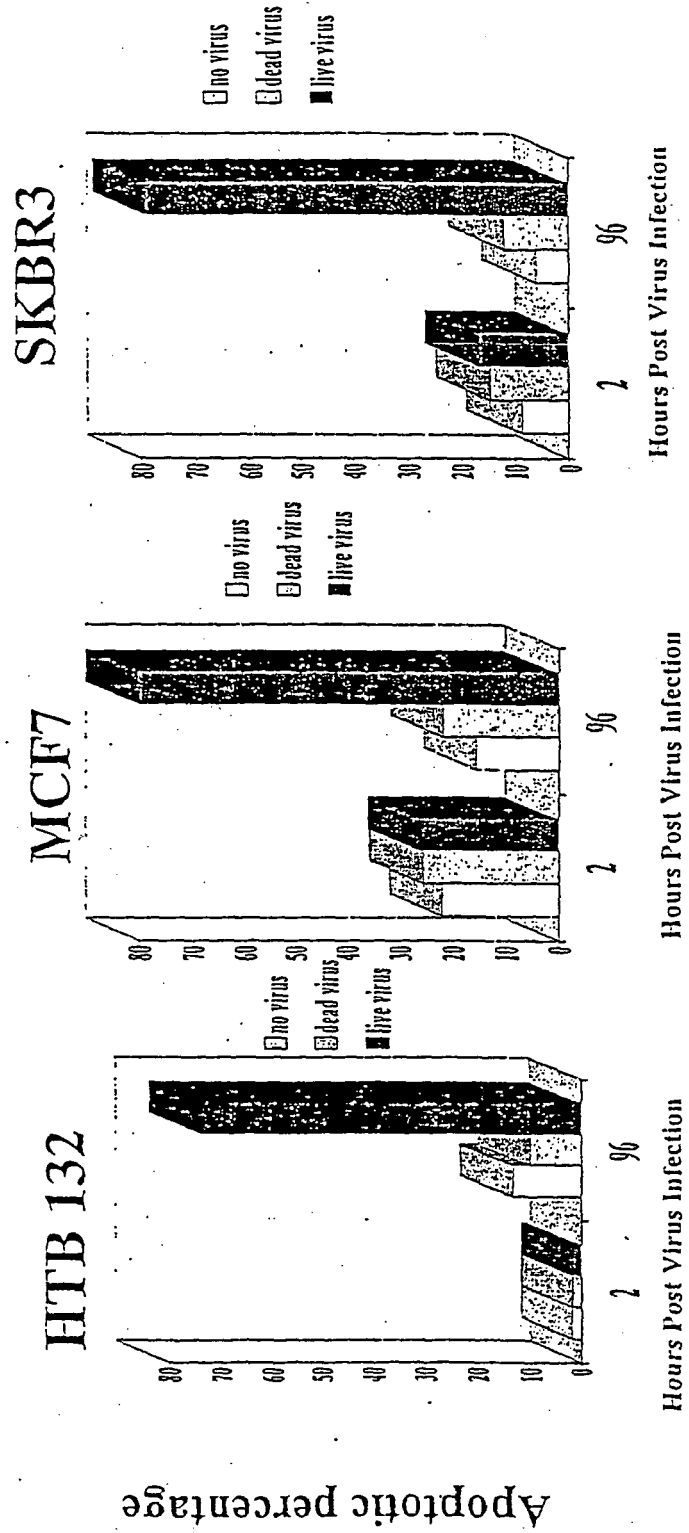 Apoptotic percentage
HTB 132
80
70
60
50
40
30
20
10
0
2
96
Hours Post Virus Infection
no virus
dead virus
live virus
MCF7
80
70
60
50
40
30
20
10
0
2
96
Hours Post Virus Infection
no virus
dead virus
live virus
SKBR3
80
70
60
50
40
30
20
10
0
2
96
Hours Post Virus Infection
no virus
dead virus
live virus